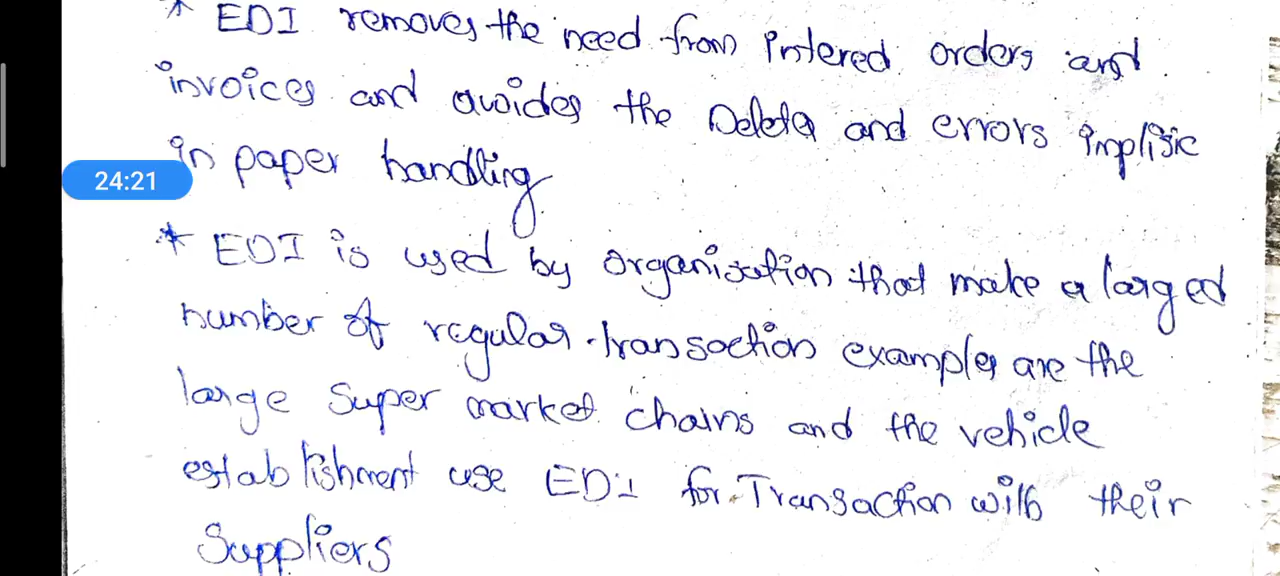 * EDI removes the need from printered orders and
invoices and avoides the Deletes and errors implisic
in paper handling
24:21
* EDI is used by organisation that make a larged
number of regular transaction examples are the
large super market chains and the vehicle
establishment use EDI for Transaction with their
Suppliers